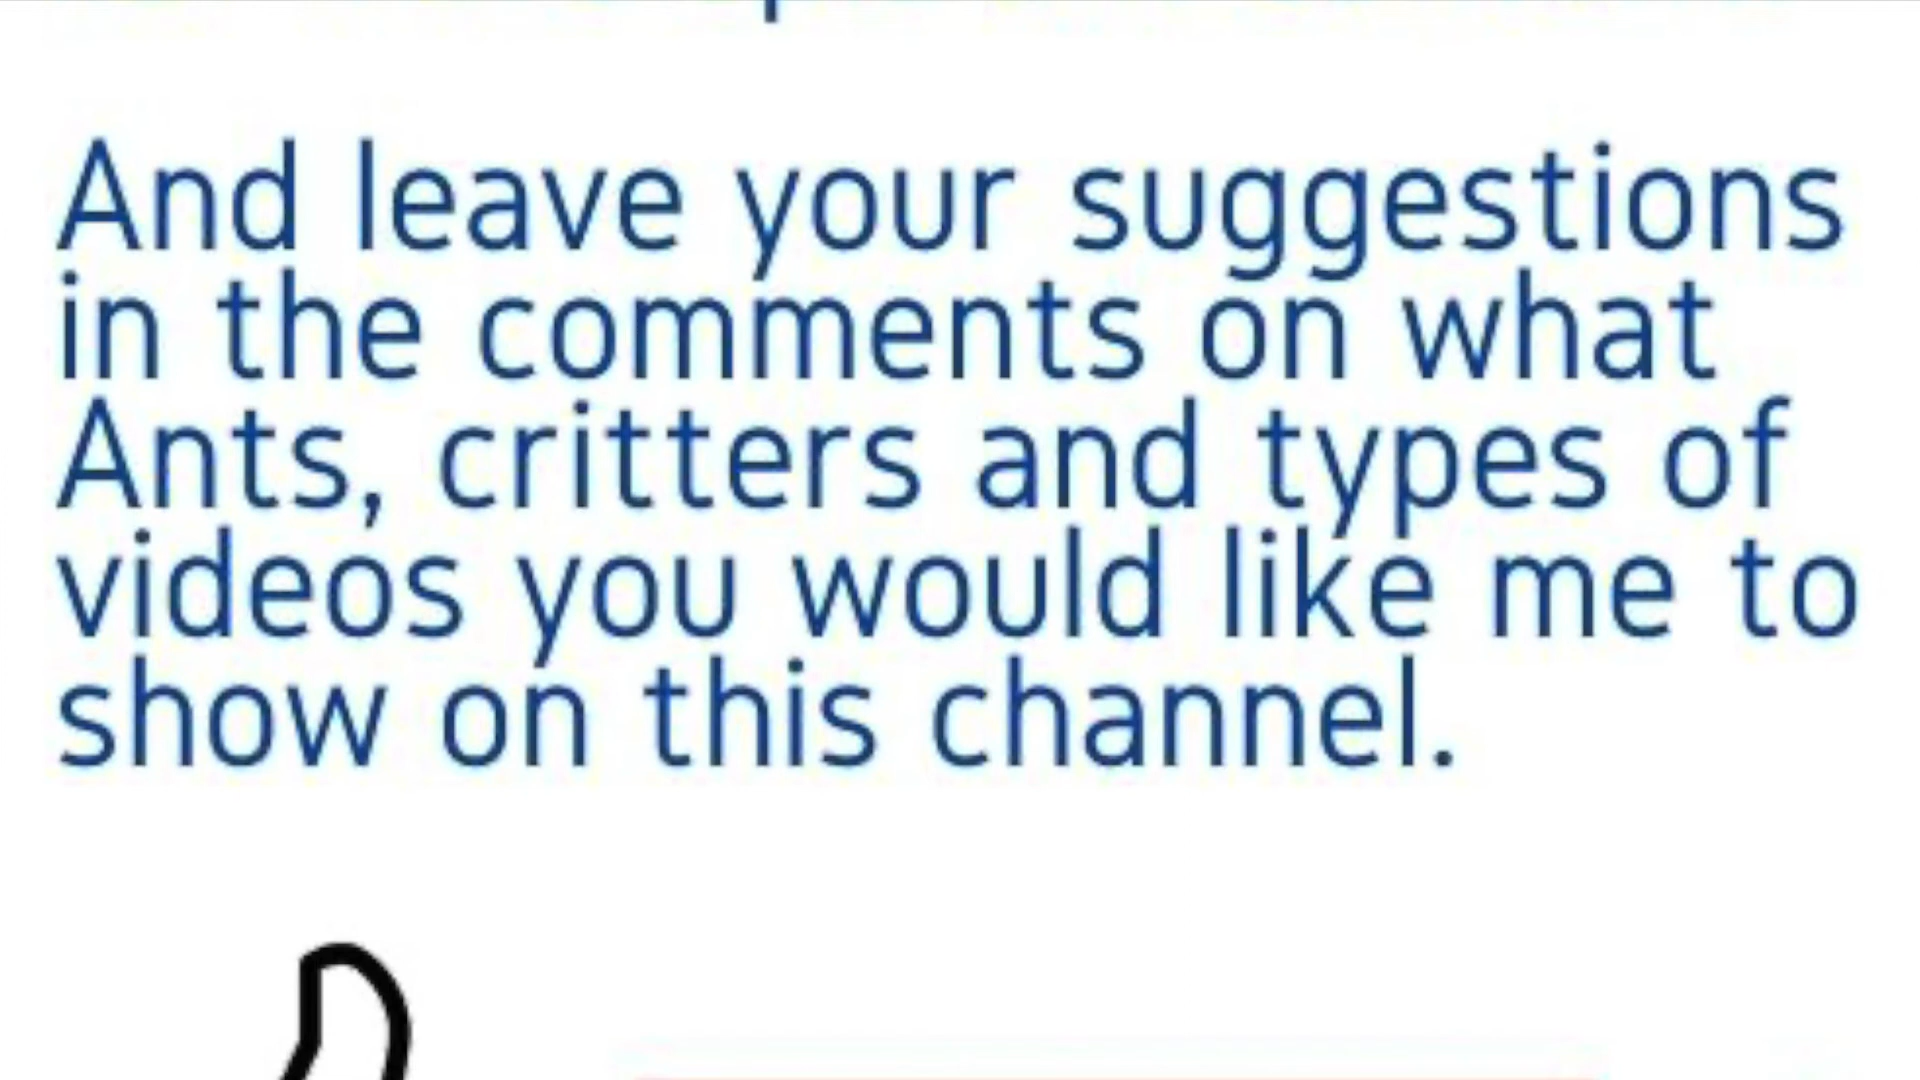 And leave your suggestions
in the comments on what
Ants, critters and types of
videos you would like me to
show on this channel.